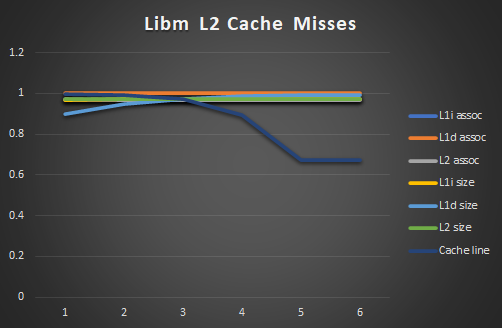 Libm L2 Cache Misses
1.2
1
0.8
0.6
0.4
0.2
0
1 2 3 4 5 6
L1i assoc
L1d assoc
L2 assoc
L1i size
L1d size
L2 size
Cache line